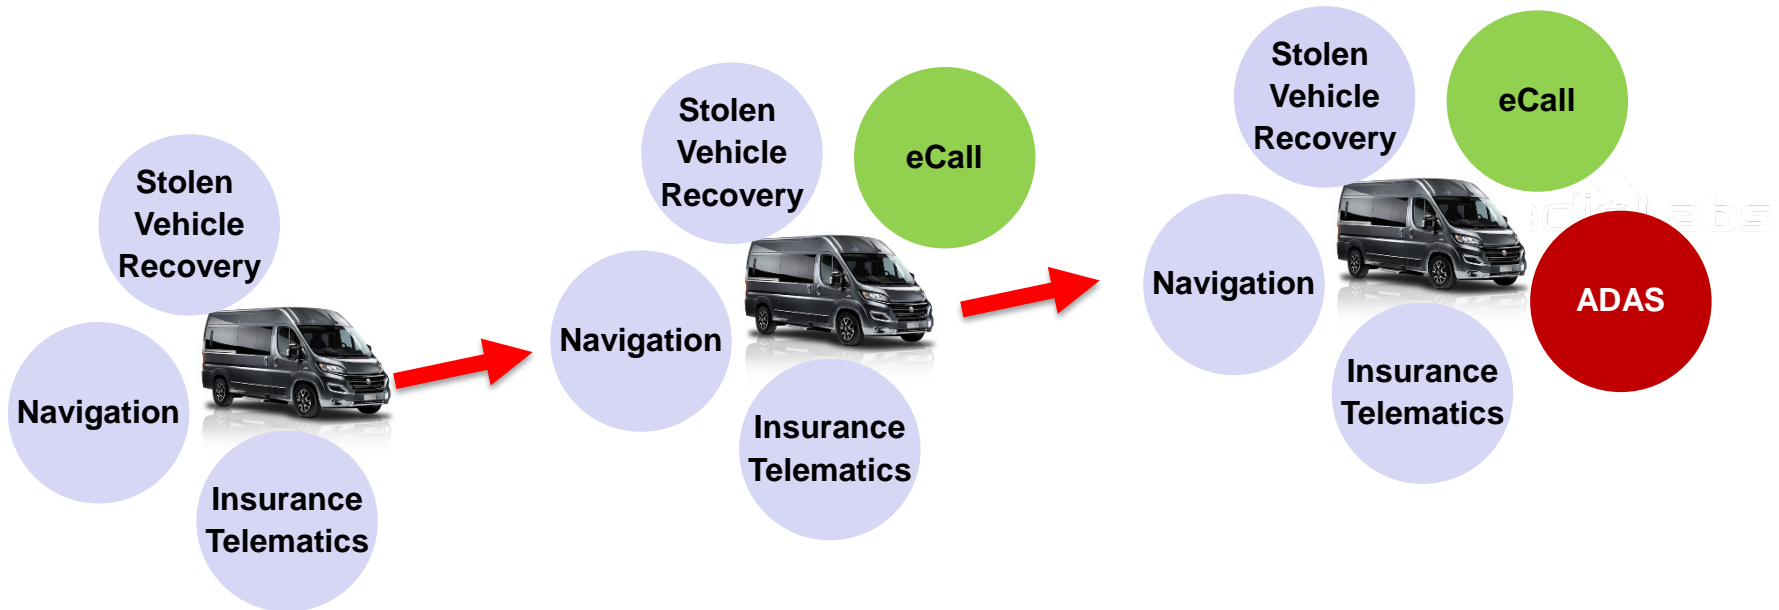 Stolen
Vehicle
Recovery
Navigation
Insurance
Telematics
Stolen
Vehicle
Recovery
eCall
Navigation
Insurance
Telematics
Stolen
Vehicle
Recovery
eCall
Navigation
ADAS
Insurance
Telematics